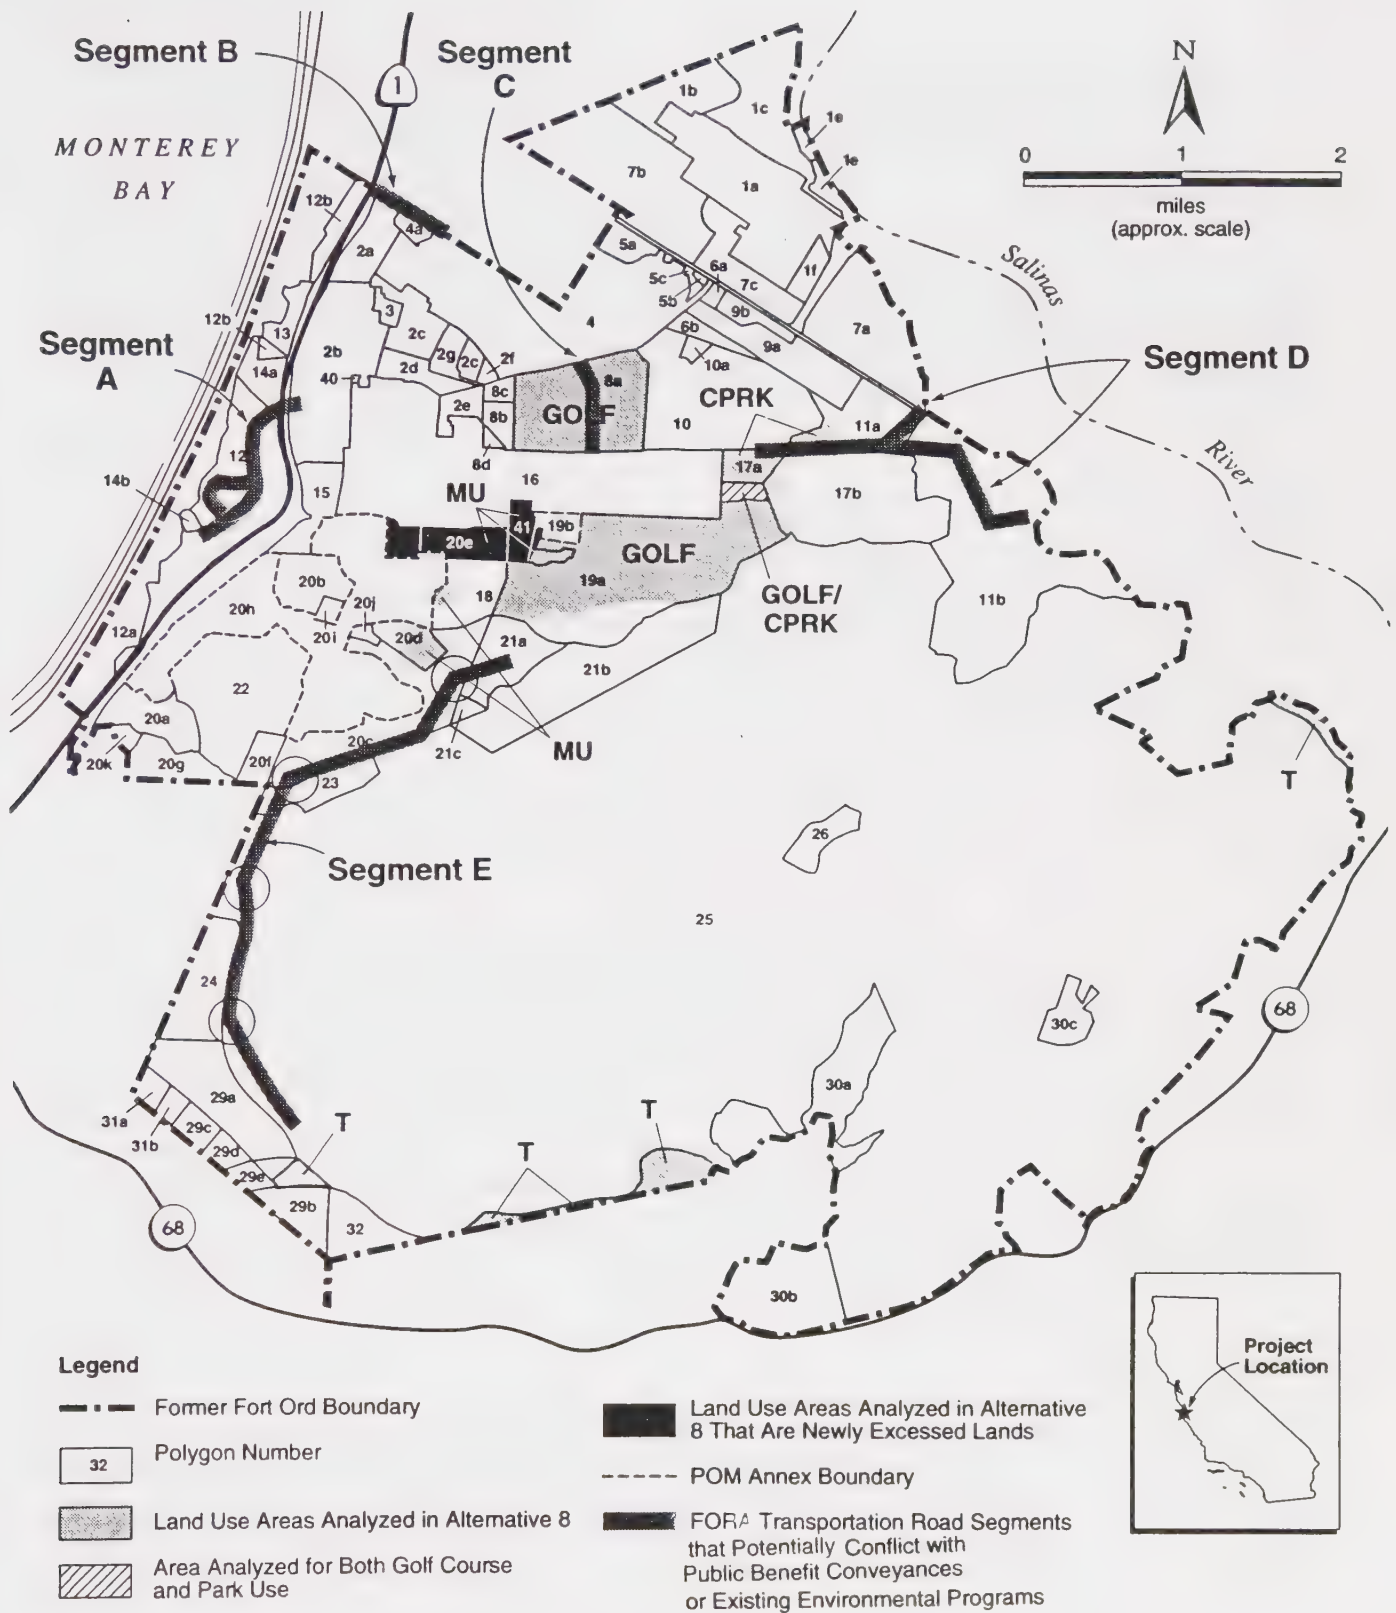 Segment B
Segment
C
1
N
MONTEREY
BAY
0 1 2
miles
(approx. scale)
1b
1c
1e
1e
7b
1a
12b
4a
2a
5a
6a
1f
5c
7c
5b
9b
Salinas
12b
13
3
4
6b
9a
7a
2c
2g
2c
2f
10a
Segment
A
14a
2b
2d
8a
Segment D
40
8c
CPRK
2e
8b
GOLF
10
11a
8d
River
14b
15
16
17a
17b
MU
41
19b
20e
GOLF
19a
20b
18
GOLF/
CPRK
11b
20h
20j
20i
20d
12a
21a
21b
22
20a
20c
21c
MU
20k
20g
20f
23
T
26
Segment E
25
24
30c
68
30a
29a
31a
31b
29c
29d
29e
T
T
T
29b
32
68
30b
Project
Location
Legend
Former Fort Ord Boundary
32
Polygon Number
Land Use Areas Analyzed in Alternative 8
Area Analyzed for Both Golf Course
and Park Use
Land Use Areas Analyzed in Alternative
8 That Are Newly Excessed Lands
POM Annex Boundary
FORA Transportation Road Segments
that Potentially Conflict with
Public Benefit Conveyances
or Existing Environmental Programs